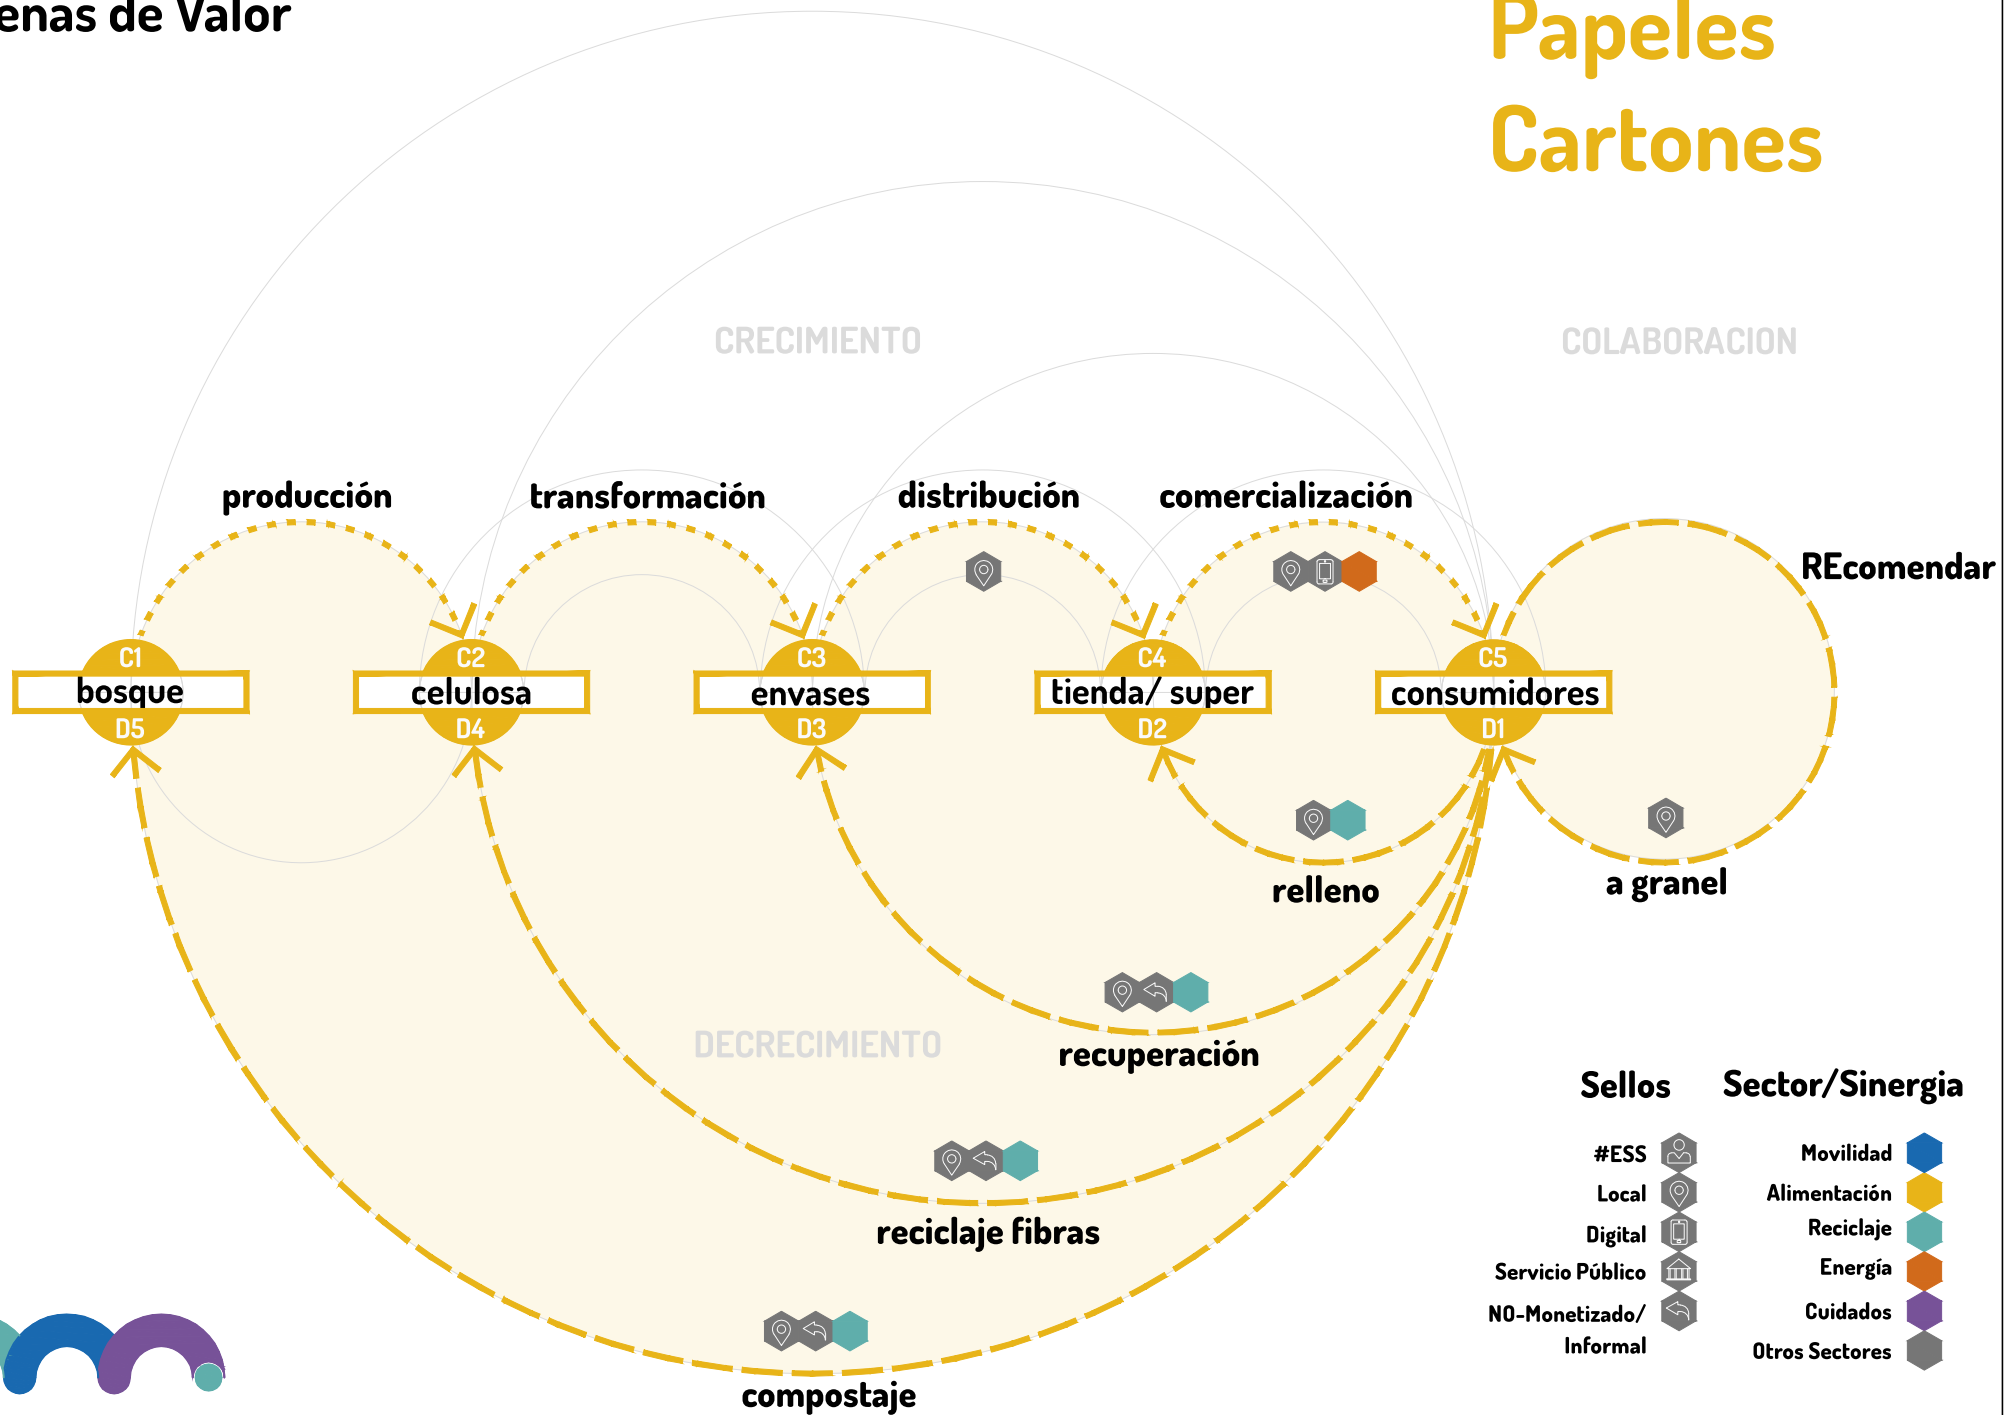 enas de Valor
Papeles
Cartones
CRECIMIENTO
COLABORACION
producción
transformación
distribución
comercialización
REcomendar
C1
bosque
D5
C2
celulosa
D4
C3
envases
D3
C4
tienda/ super
D2
C5
consumidores
D1
relleno
a granel
recuperación
DECRECIMIENTO
reciclaje fibras
compostaje
Sellos
#ESS
Local
Digital
Servicio Público
NO-Monetizado/
Informal
Sector/Sinergia
Movilidad
Alimentación
Reciclaje
Energía
Cuidados
Otros Sectores